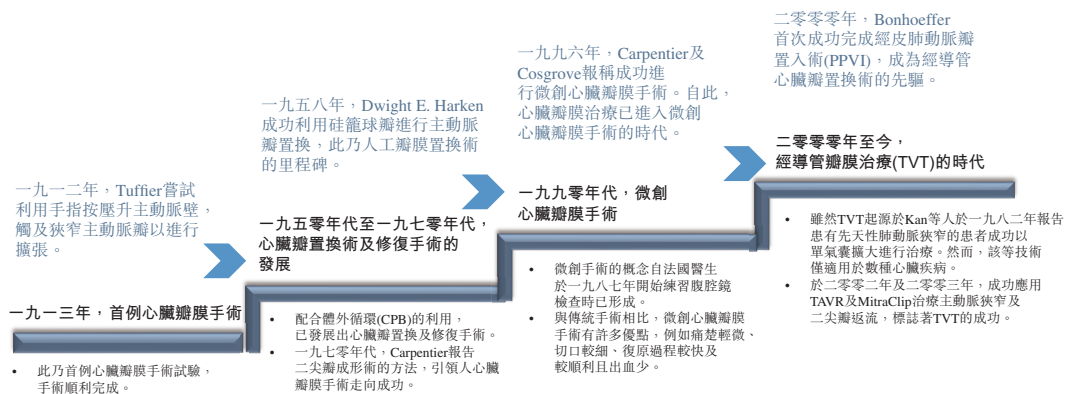 一九一二年，Tuffier嘗試
利用手指按壓升主動脈壁，
觸及狹窄主動脈瓣以進行
擴張。
一九一三年，首例心臟瓣膜手術
• 此乃首例心臟瓣膜手術試驗，
手術順利完成。
一九五八年，Dwight E. Harken
成功利用硅籠球瓣進行主動脈
瓣置換，此乃人工瓣膜置換術
的里程碑。
一九五零年代至一九七零年代，
心臟瓣置換術及修復手術的
發展
• 配合體外循環(CPB)的利用，
已發展出心臟瓣置換及修復手術。
• 一九七零年代，Carpentier報告
二尖瓣成形術的方法，引領人心臟
瓣膜手術走向成功。
一九九六年，Carpentier及
Cosgrove報稱成功進
行微創心臟瓣膜手術。自此，
心臟瓣膜治療已進入微創
心臟瓣膜手術的時代。
一九九零年代，微創
心臟瓣膜手術
• 微創手術的概念自法國醫生
於一九八七年開始練習腹腔鏡
檢查時已形成。
• 與傳統手術相比，微創心臟瓣膜
手術有許多優點，例如痛楚輕微、
切口較細、復原過程較快及
較順利且出血少。
二零零零年，Bonhoeffer
首次成功完成經皮肺動脈瓣
置入術(PPVI)，成為經導管
心臟瓣置換術的先驅。
二零零零年至今，
經導管瓣膜治療(TVT)的時代
• 雖然TVT起源於Kan等人於一九八二年報告
患有先天性肺動脈狹窄的患者成功以
單氣囊擴大進行治療。然而，該等技術
僅適用於數種心臟疾病。
• 於二零零二年及二零零三年，成功應用
TAVR及MitraClip治療主動脈狹窄及
二尖瓣返流，標誌著TVT的成功。